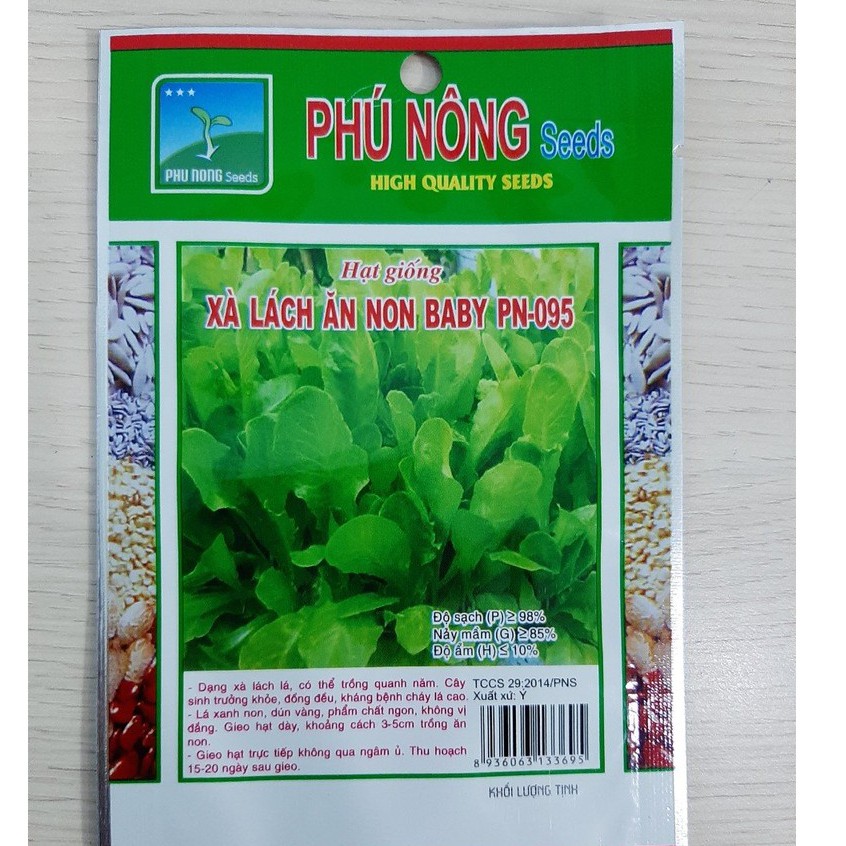 PHU NONG Seeds
PHÚ NÔNG Seeds
HIGH QUALITY SEEDS
Hạt giống
XÀ LÁCH ĂN NON BABY PN-095
Độ sạch (P) ≥ 98%
Nảy mầm (G) ≥ 85%
Độ ẩm (H) ≤ 10%
- Dạng xà lách lá, có thể trồng quanh năm. Cây
sinh trưởng khỏe, đồng đều, kháng bệnh cháy lá cao.
- Lá xanh non, dún vàng, phẩm chất ngon, không vị
đắng. Gieo hạt dày, khoảng cách 3-5cm trồng ăn
non.
- Gieo hạt trực tiếp không qua ngâm ủ. Thu hoạch
15-20 ngày sau gieo.
TCCS 29:2014/PNS
Xuất xứ: Ý
8 936063 133695
KHỐI LƯỢNG TỊNH